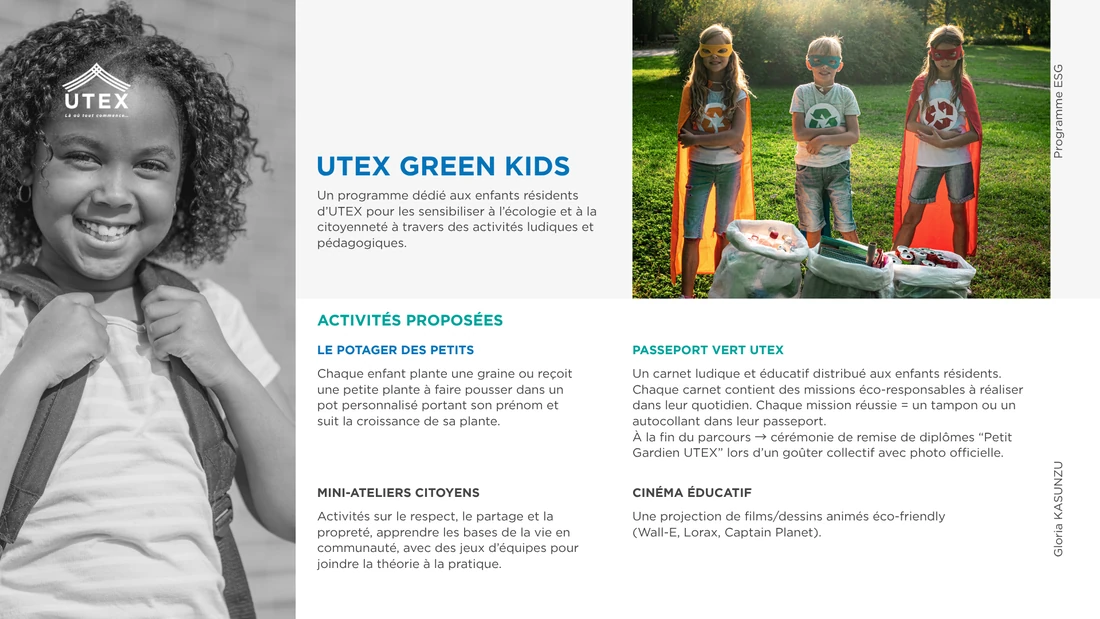 UTEX
Là où tout commence...
UTEX GREEN KIDS
Un programme dédié aux enfants résidents
d’UTEX pour les sensibiliser à l’écologie et à la
citoyenneté à travers des activités ludiques et
pédagogiques.
Programme ESG
ACTIVITÉS PROPOSÉES
LE POTAGER DES PETITS
Chaque enfant plante une graine ou reçoit
une petite plante à faire pousser dans un
pot personnalisé portant son prénom et
suit la croissance de sa plante.
PASSEPORT VERT UTEX
Un carnet ludique et éducatif distribué aux enfants résidents.
Chaque carnet contient des missions éco-responsables à réaliser
dans leur quotidien. Chaque mission réussie = un tampon ou un
autocollant dans leur passeport.
À la fin du parcours → cérémonie de remise de diplômes “Petit
Gardien UTEX” lors d’un goûter collectif avec photo officielle.
MINI-ATELIERS CITOYENS
Activités sur le respect, le partage et la
propreté, apprendre les bases de la vie en
communauté, avec des jeux d’équipes pour
joindre la théorie à la pratique.
CINÉMA ÉDUCATIF
Une projection de films/dessins animés éco-friendly
(Wall-E, Lorax, Captain Planet).
Gloria KASUNZU